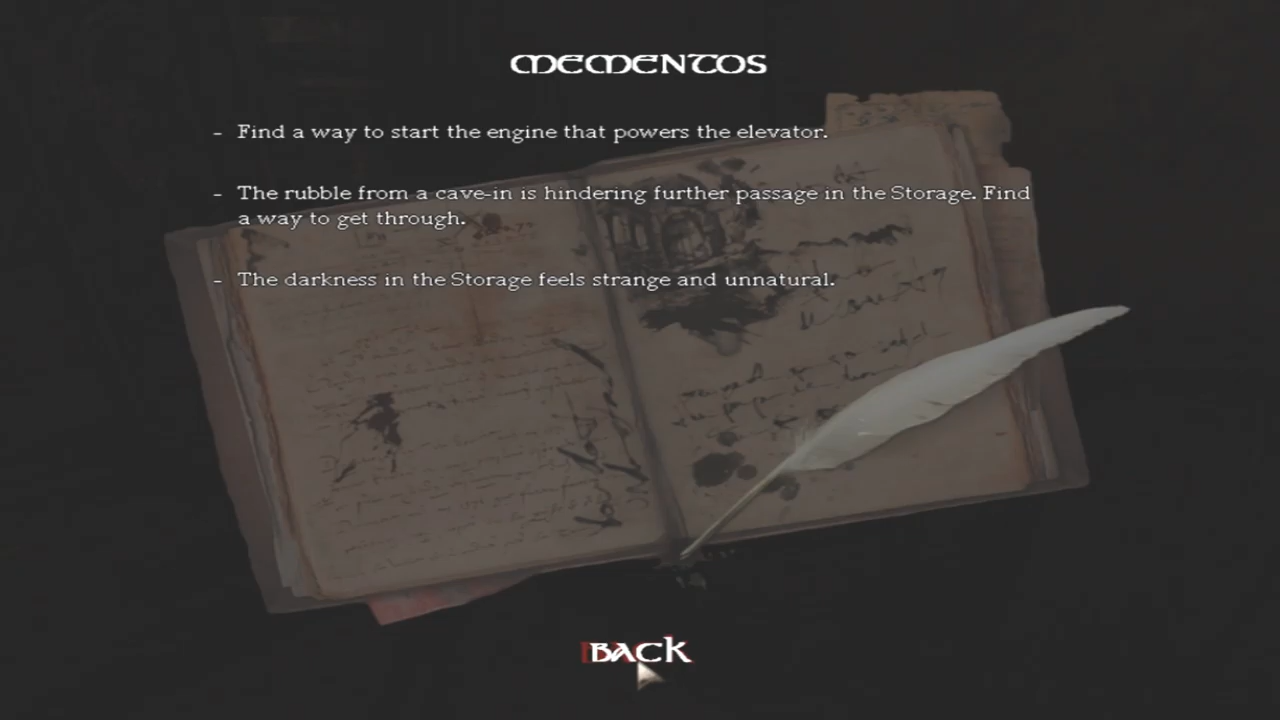 MEMENTOS
- Find a way to start the engine that powers the elevator.
- The rubble from a cave-in is hindering further passage in the Storage. Find
a way to get through.
- The darkness in the Storage feels strange and unnatural.
BACK